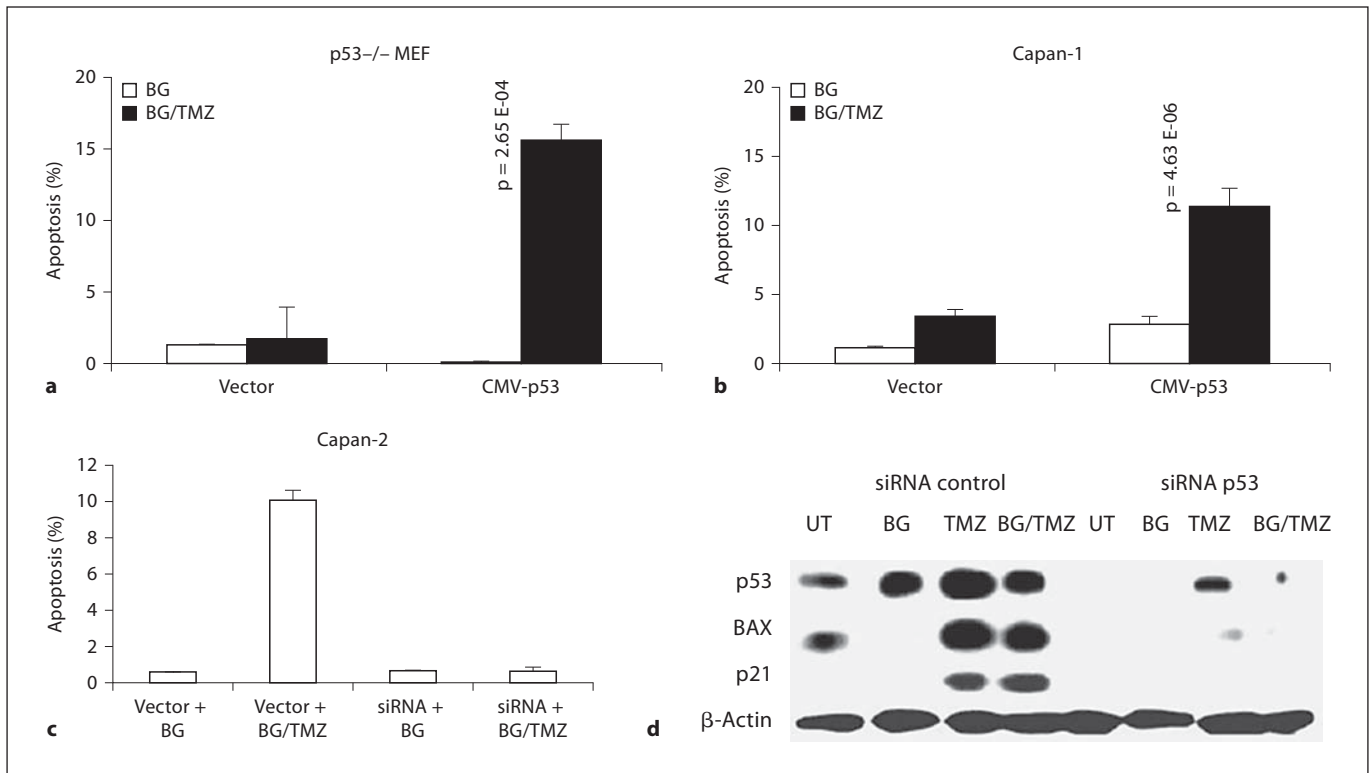 p53–/– MEF
20
15
10
5
0
Apoptosis (%)
BG
BG/TMZ
p = 2.65 E-04
Vector
CMV-p53
a
Capan-1
20
15
10
5
0
Apoptosis (%)
BG
BG/TMZ
p = 4.63 E-06
Vector
CMV-p53
b
Capan-2
12
10
8
6
4
2
0
Apoptosis (%)
Vector + BG
Vector + BG/TMZ
siRNA + BG
siRNA + BG/TMZ
c
siRNA control
siRNA p53
UT BG TMZ BG/TMZ UT BG TMZ BG/TMZ
p53
BAX
p21
β-Actin
d